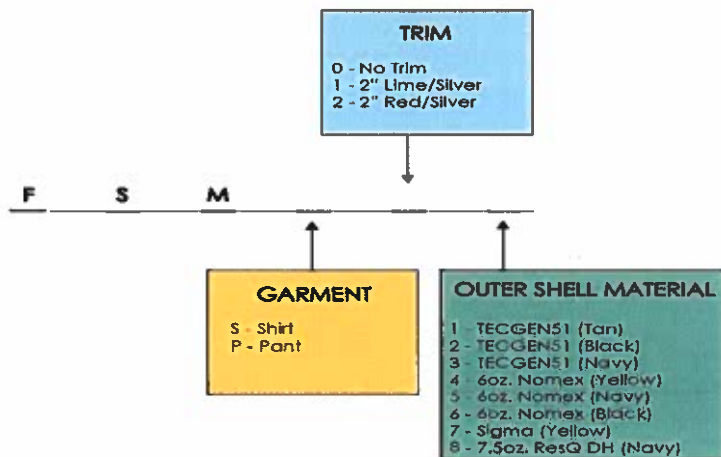 TRIM
0 - No Trim
1 - 2" Lime/Silver
2 - 2" Red/Silver
F S M
GARMENT
S - Shirt
P - Pant
OUTER SHELL MATERIAL
1 - TECGEN51 (Tan)
2 - TECGEN51 (Black)
3 - TECGEN51 (Navy)
4 - 6oz. Nomex (Yellow)
5 - 6oz. Nomex (Navy)
6 - 6oz. Nomex (Black)
7 - Sigma (Yellow)
8 - 7.5oz. ResQ DH (Navy)